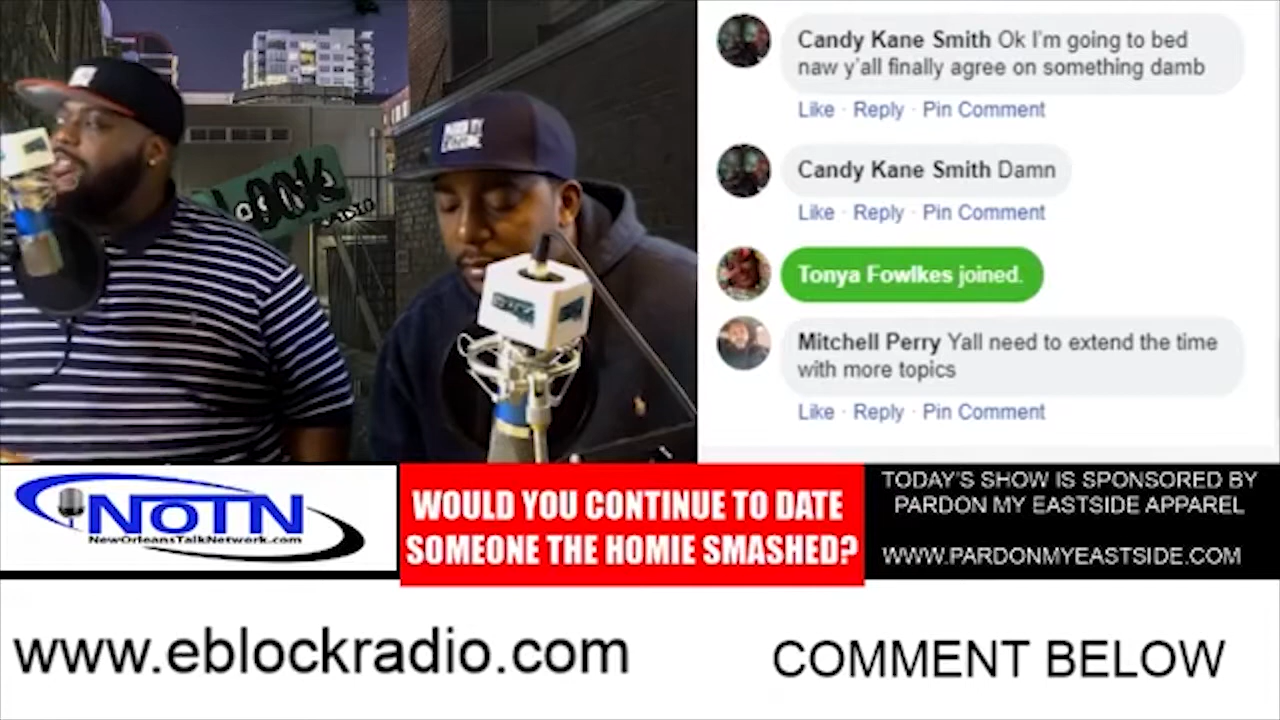 Candy Kane Smith Ok I'm going to bed
naw y'all finally agree on something damb
Like · Reply · Pin Comment
Candy Kane Smith Damn
Like · Reply · Pin Comment
Tonya Fowlkes joined.
Mitchell Perry Yall need to extend the time
with more topics
Like · Reply · Pin Comment
NOTN
NewOrleansTalkNetwork.com
WOULD YOU CONTINUE TO DATE
SOMEONE THE HOMIE SMASHED?
TODAY'S SHOW IS SPONSORED BY
PARDON MY EASTSIDE APPAREL
WWW.PARDONMYEASTSIDE.COM
www.eblockradio.com
COMMENT BELOW